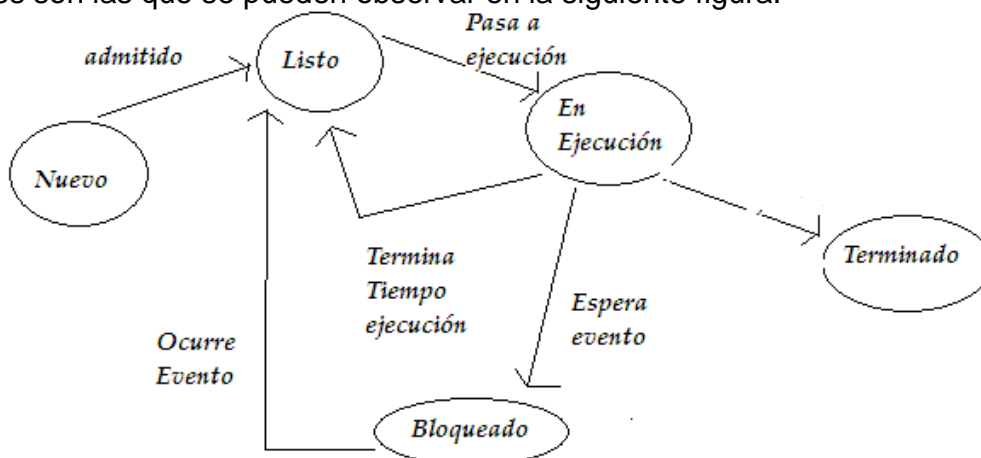 es son las que se pueden observar en la siguiente figura.
Pasa a
ejecución
admitido
Listo
En
Ejecución
Nuevo
Termina
Tiempo
ejecución
Terminado
Espera
evento
Ocurre
Evento
Bloqueado